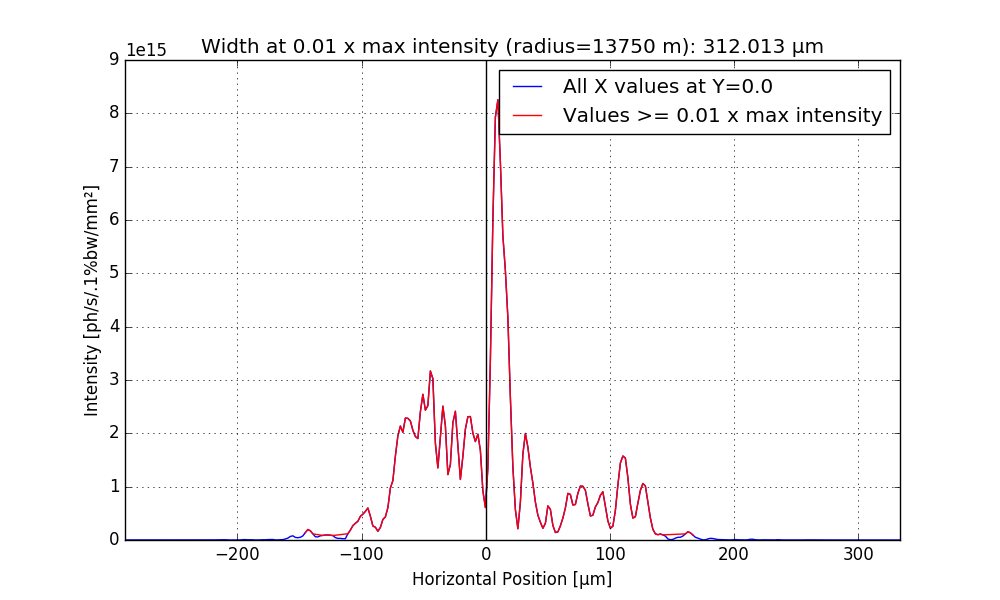 Width at 0.01 x max intensity (radius=13750 m): 312.013 µm
1e15
All X values at Y=0.0
Values >= 0.01 x max intensity
9
8
7
6
5
4
3
2
1
0
Intensity [ph/s/.1%bw/mm²]
−200
−100
0
100
200
300
Horizontal Position [µm]